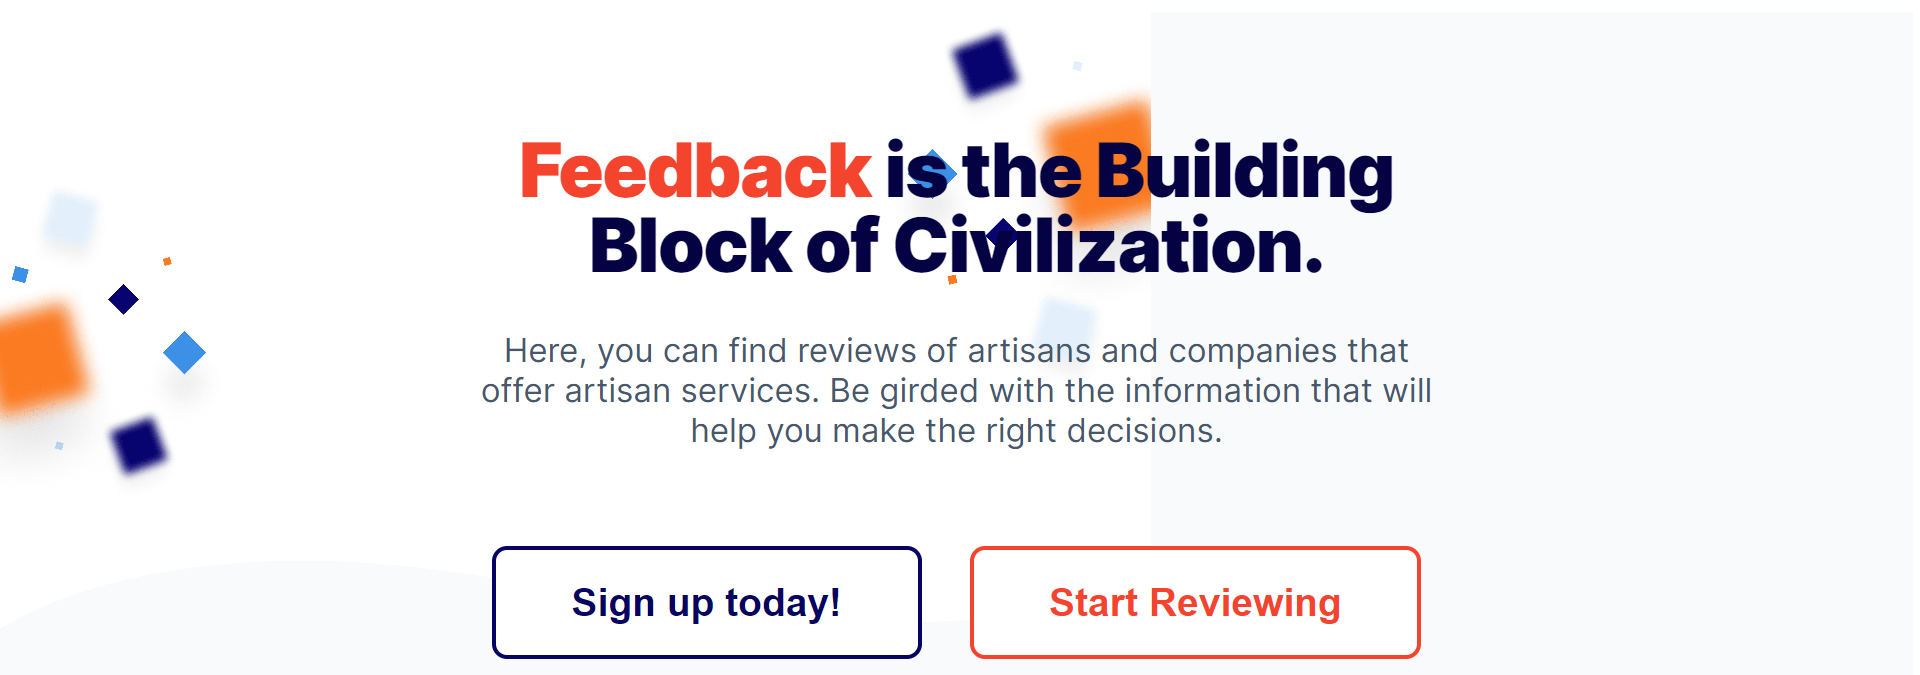 Feedback is the Building
Block of Civilization.
Here, you can find reviews of artisans and companies that
offer artisan services. Be girded with the information that will
help you make the right decisions.
Sign up today!
Start Reviewing